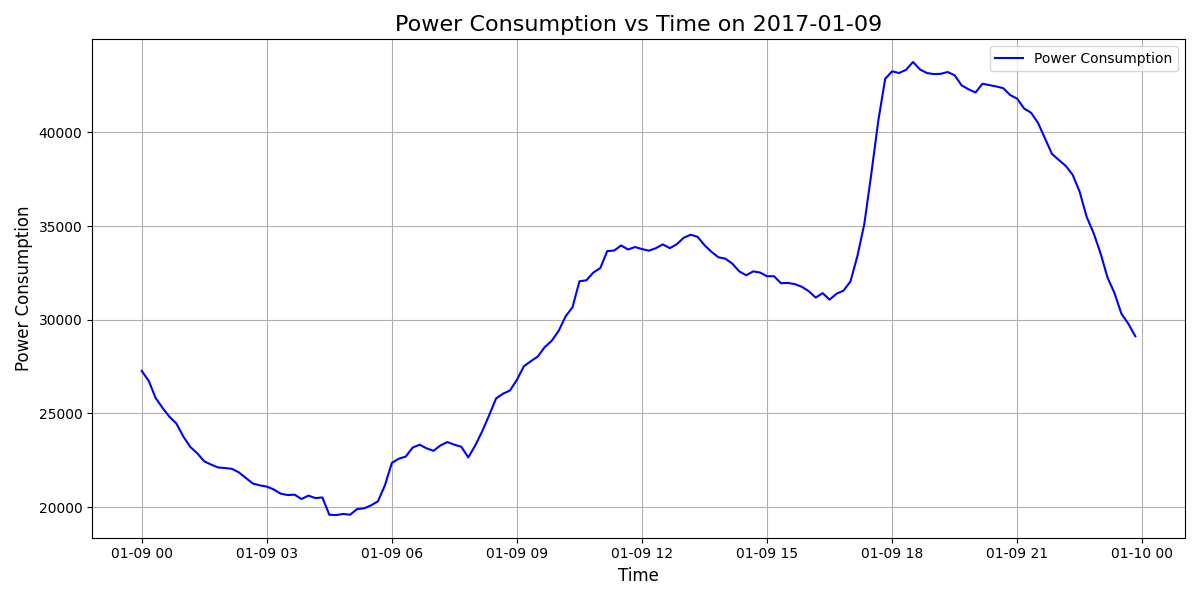 Power Consumption vs Time on 2017-01-09
Power Consumption
Power Consumption
40000
35000
30000
25000
20000
01-09 00 01-09 03 01-09 06 01-09 09 01-09 12 01-09 15 01-09 18 01-09 21 01-10 00
Time